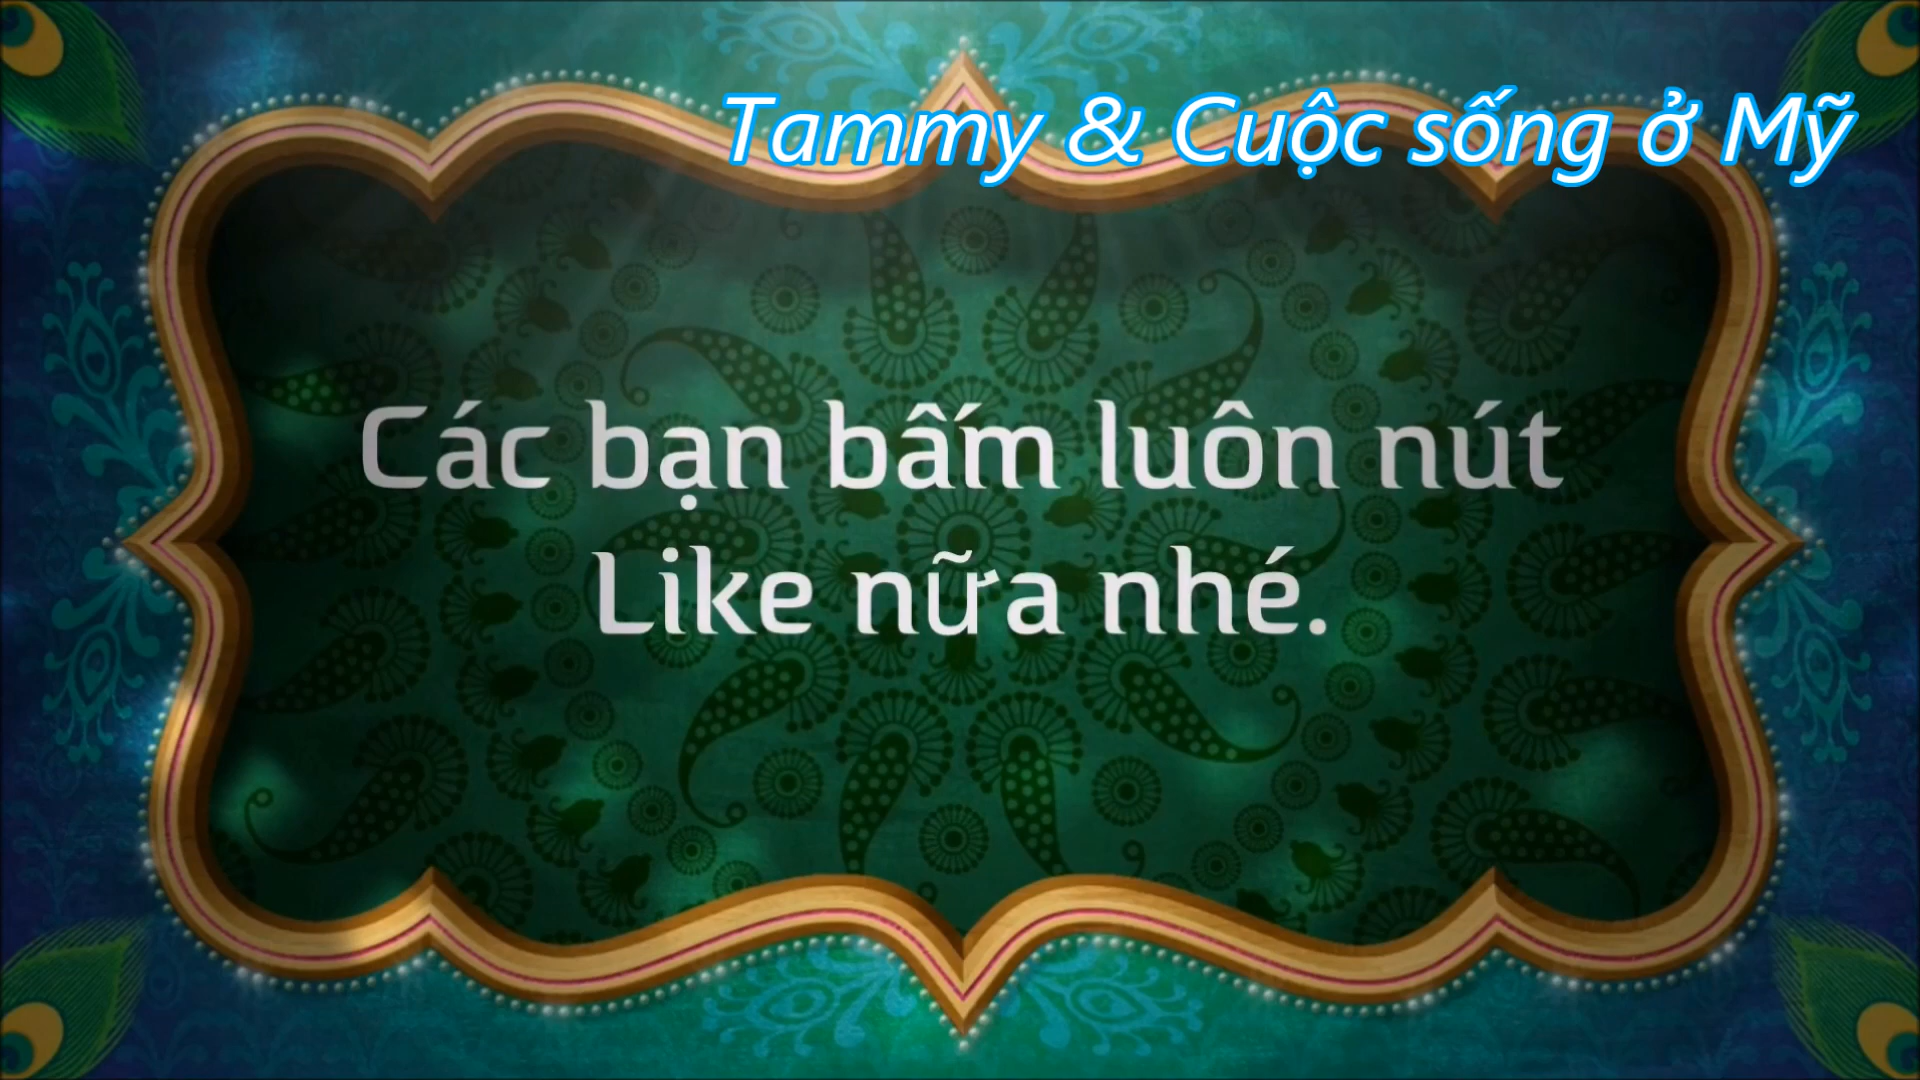 Tammy & Cuộc sống ở Mỹ
Các bạn bấm luôn nút
Like nữa nhé.